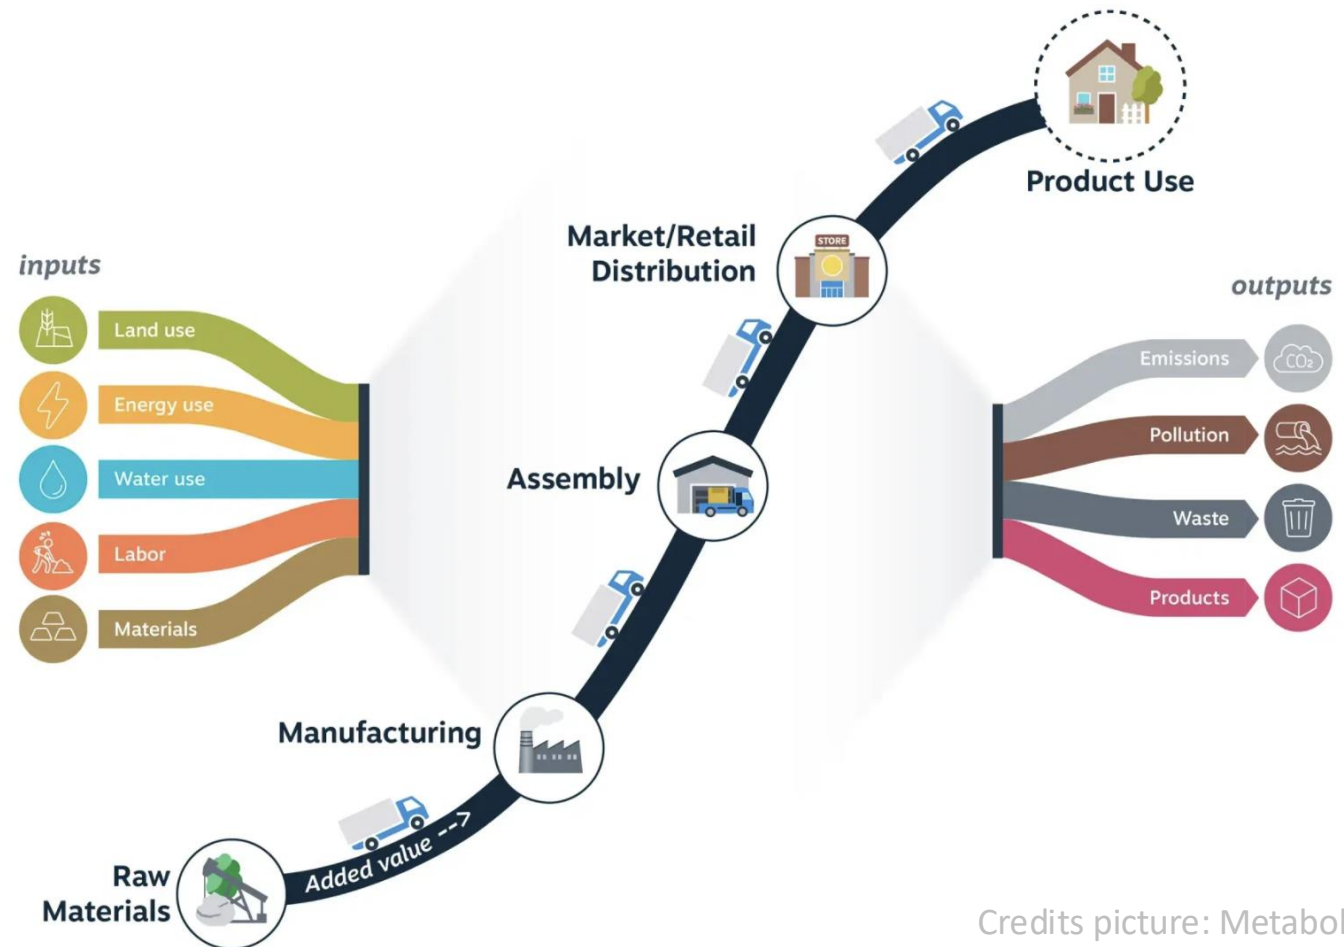 Product Use
Market/Retail
Distribution
STORE
inputs
outputs
Land use
Energy use
Water use
Labor
Materials
Emissions
CO₂
Pollution
Waste
Products
Assembly
Manufacturing
Added value -->
Raw
Materials
Credits picture: Metabol